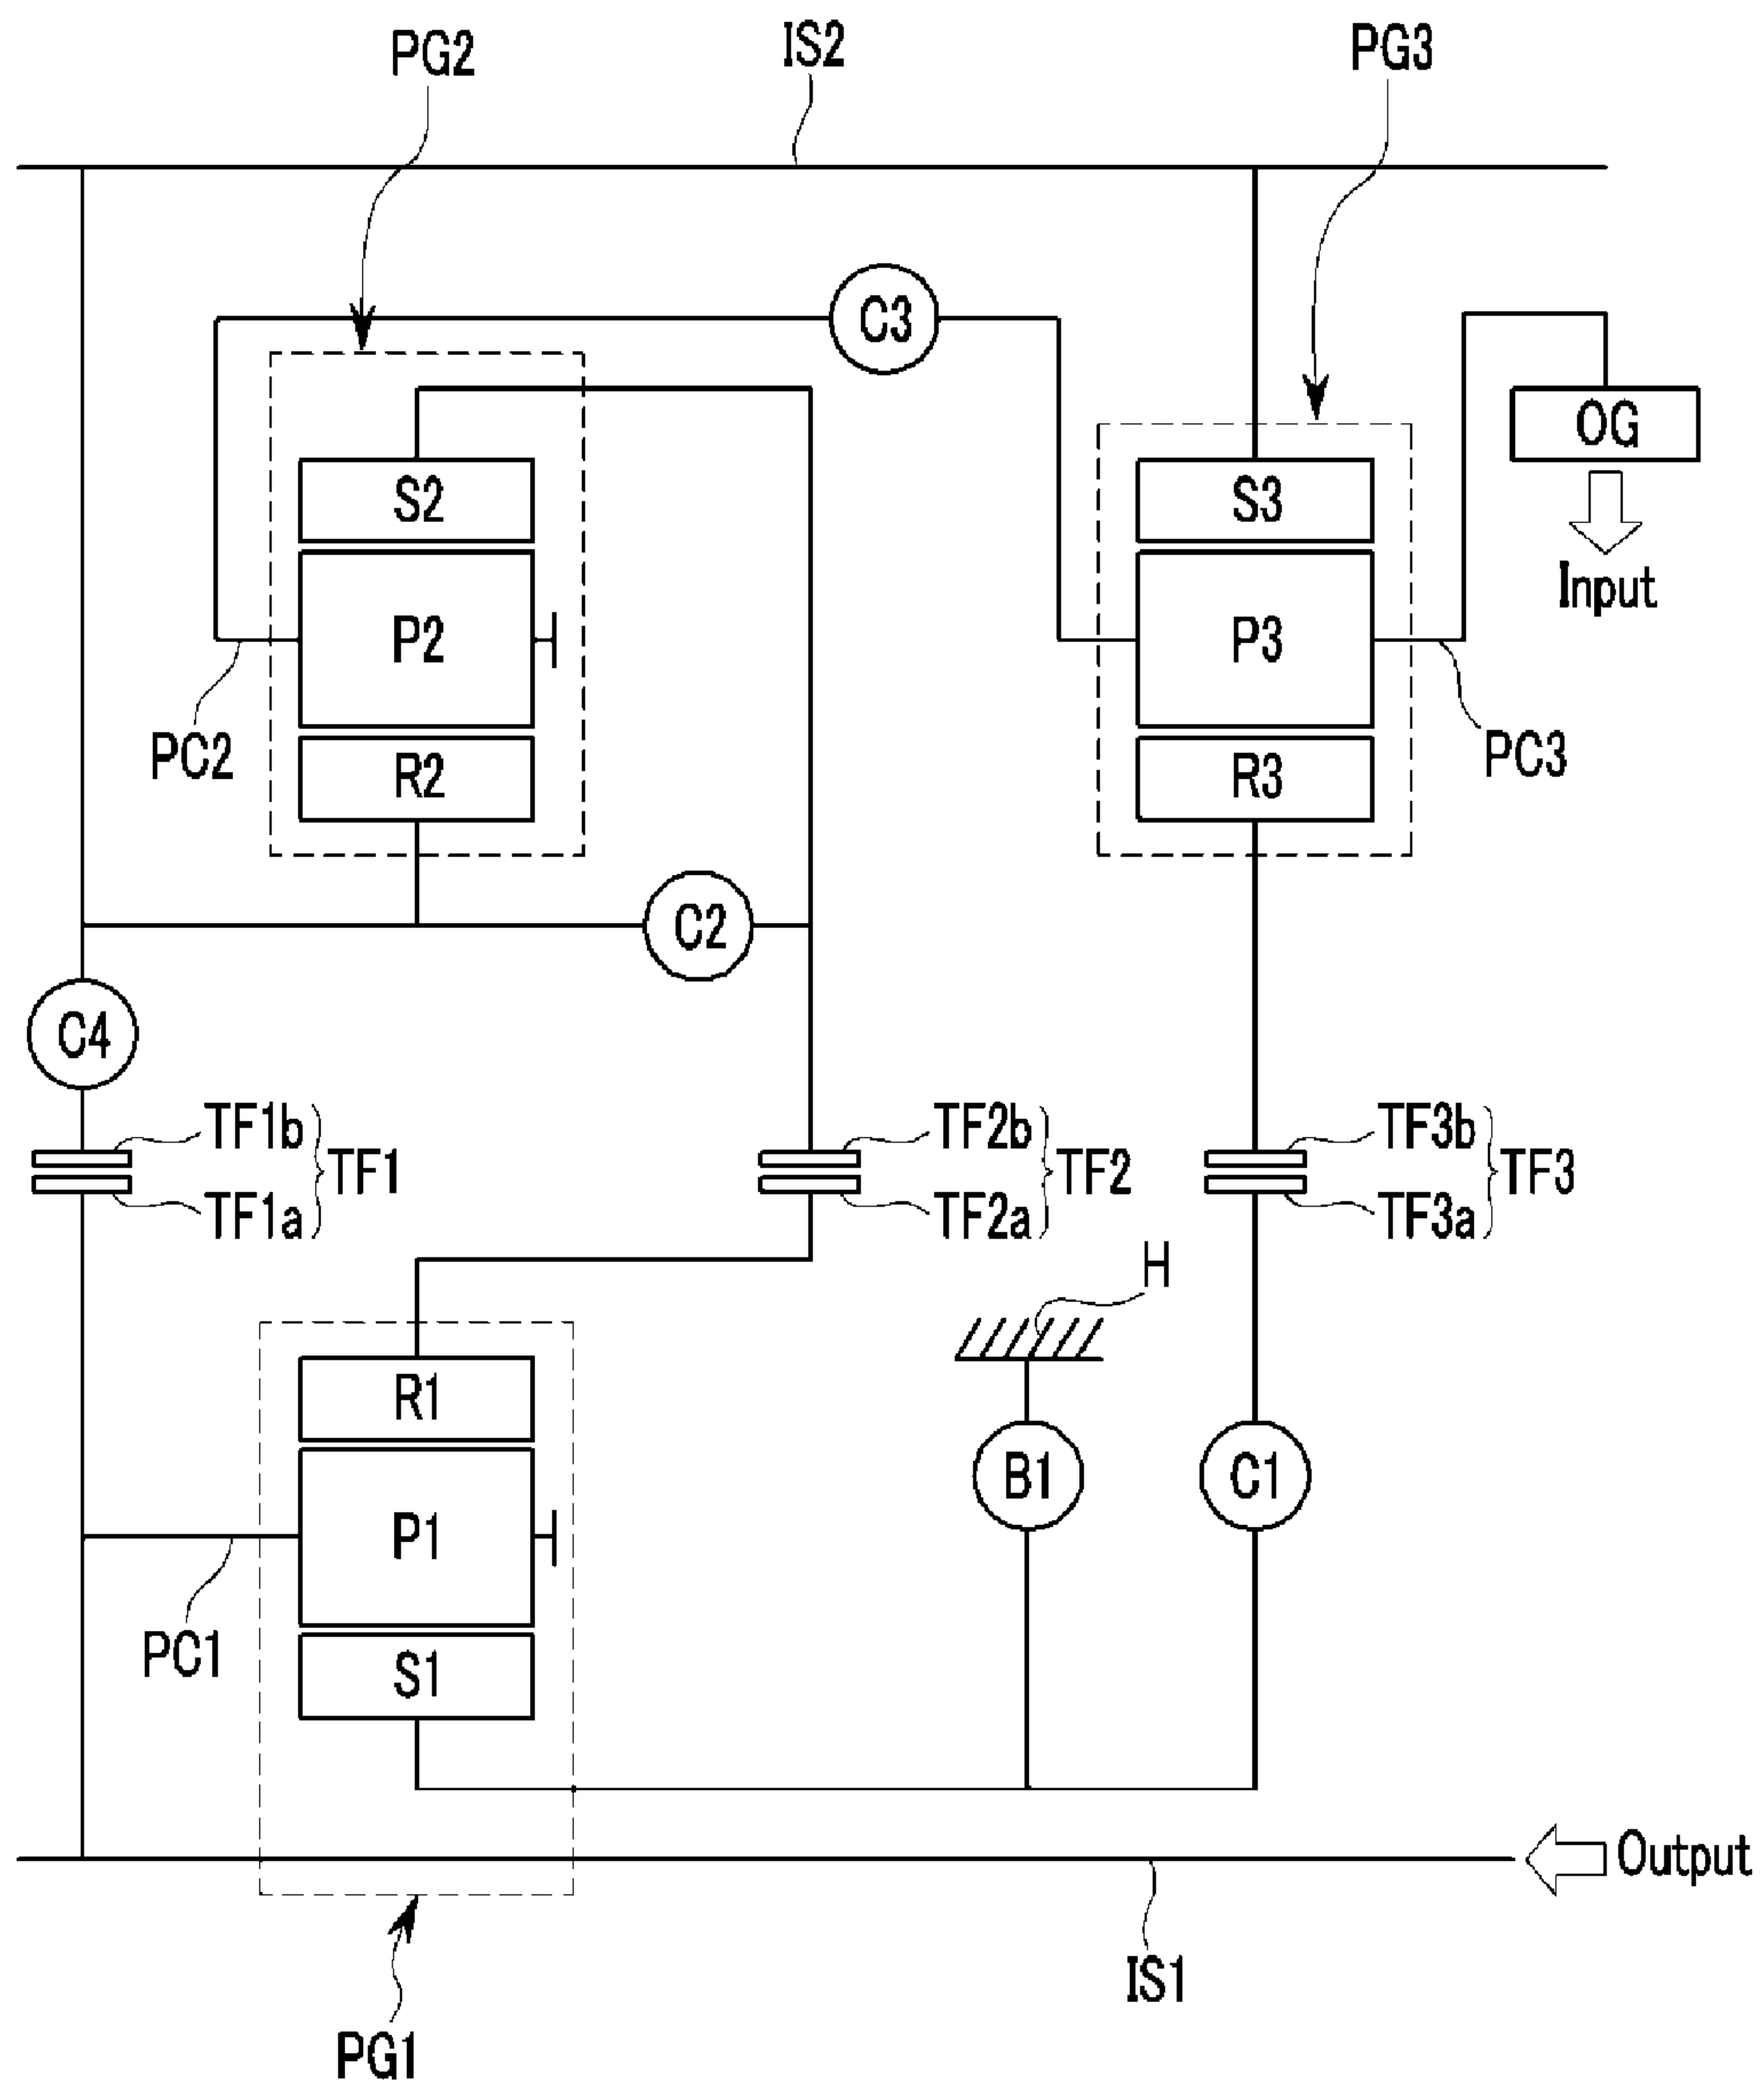 PG2
IS2
PG3
C3
OG
S2
S3
Input
P2
P3
PC2
PC3
R2
R3
C2
C4
TF1b
TF1
TF1a
TF2b
TF2
TF2a
TF3b
TF3
TF3a
H
R1
B1
C1
P1
PC1
S1
Output
IS1
PG1